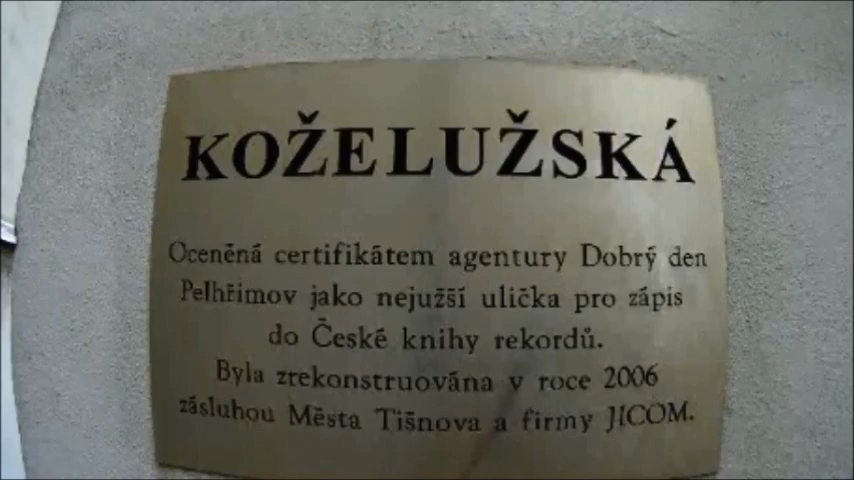 KOŽELUŽSKÁ
Oceněná certifikátem agentury Dobrý den
Pelhřimov jako nejužší ulička pro zápis
do České knihy rekordů.
Byla zrekonstruována v roce 2006
zásluhou Města Tišnova a firmy JICOM.